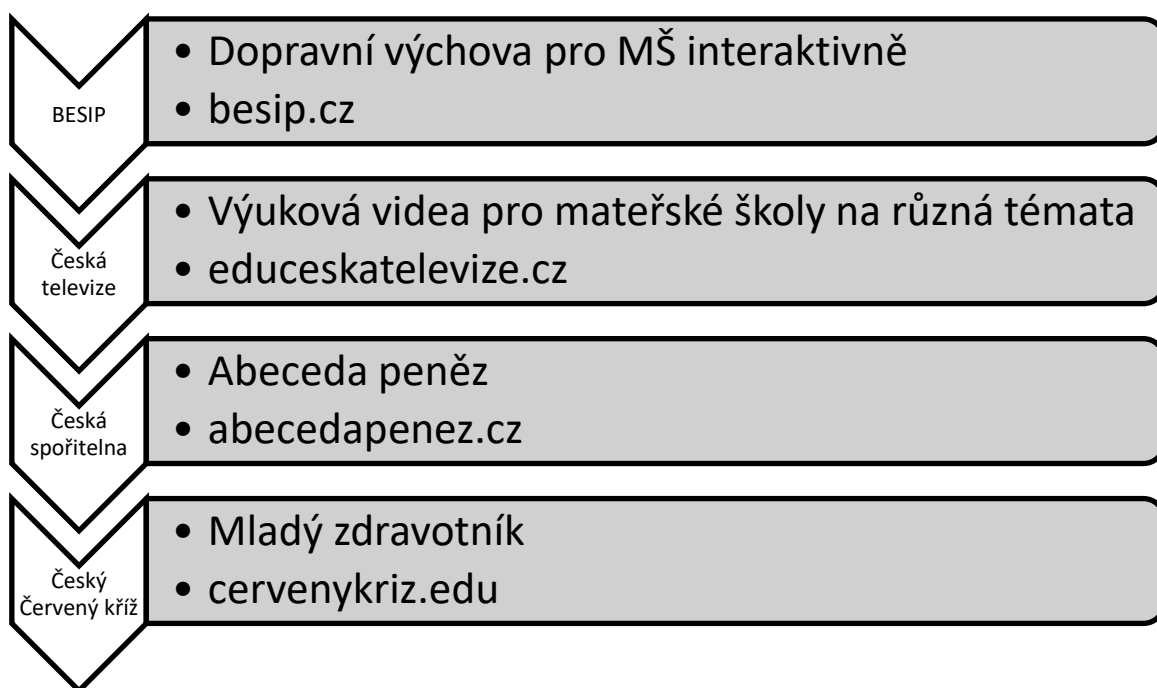 BESIP
• Dopravní výchova pro MŠ interaktivně
• besip.cz
Česká
televize
• Výuková videa pro mateřské školy na různá témata
• educeskatelevize.cz
Česká
spořitelna
• Abeceda peněz
• abecedapenez.cz
Český
Červený kříž
• Mladý zdravotník
• cervenykriz.edu